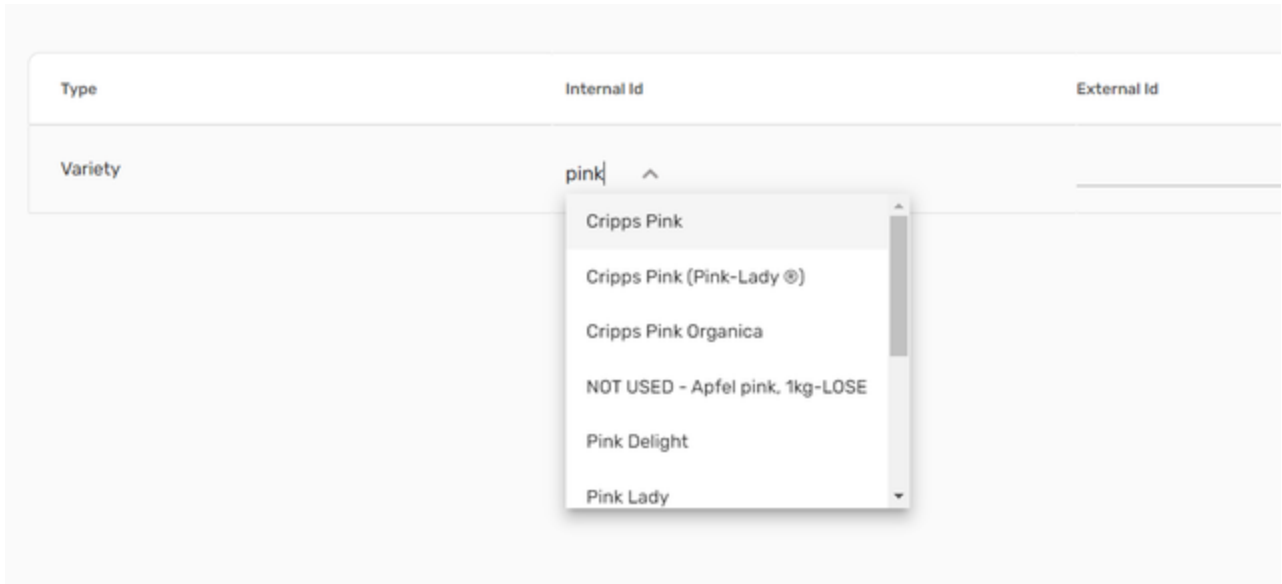 Type Internal Id External Id
Variety pink
Cripps Pink
Cripps Pink (Pink-Lady ®)
Cripps Pink Organica
NOT USED - Apfel pink, 1kg-LOSE
Pink Delight
Pink Lady